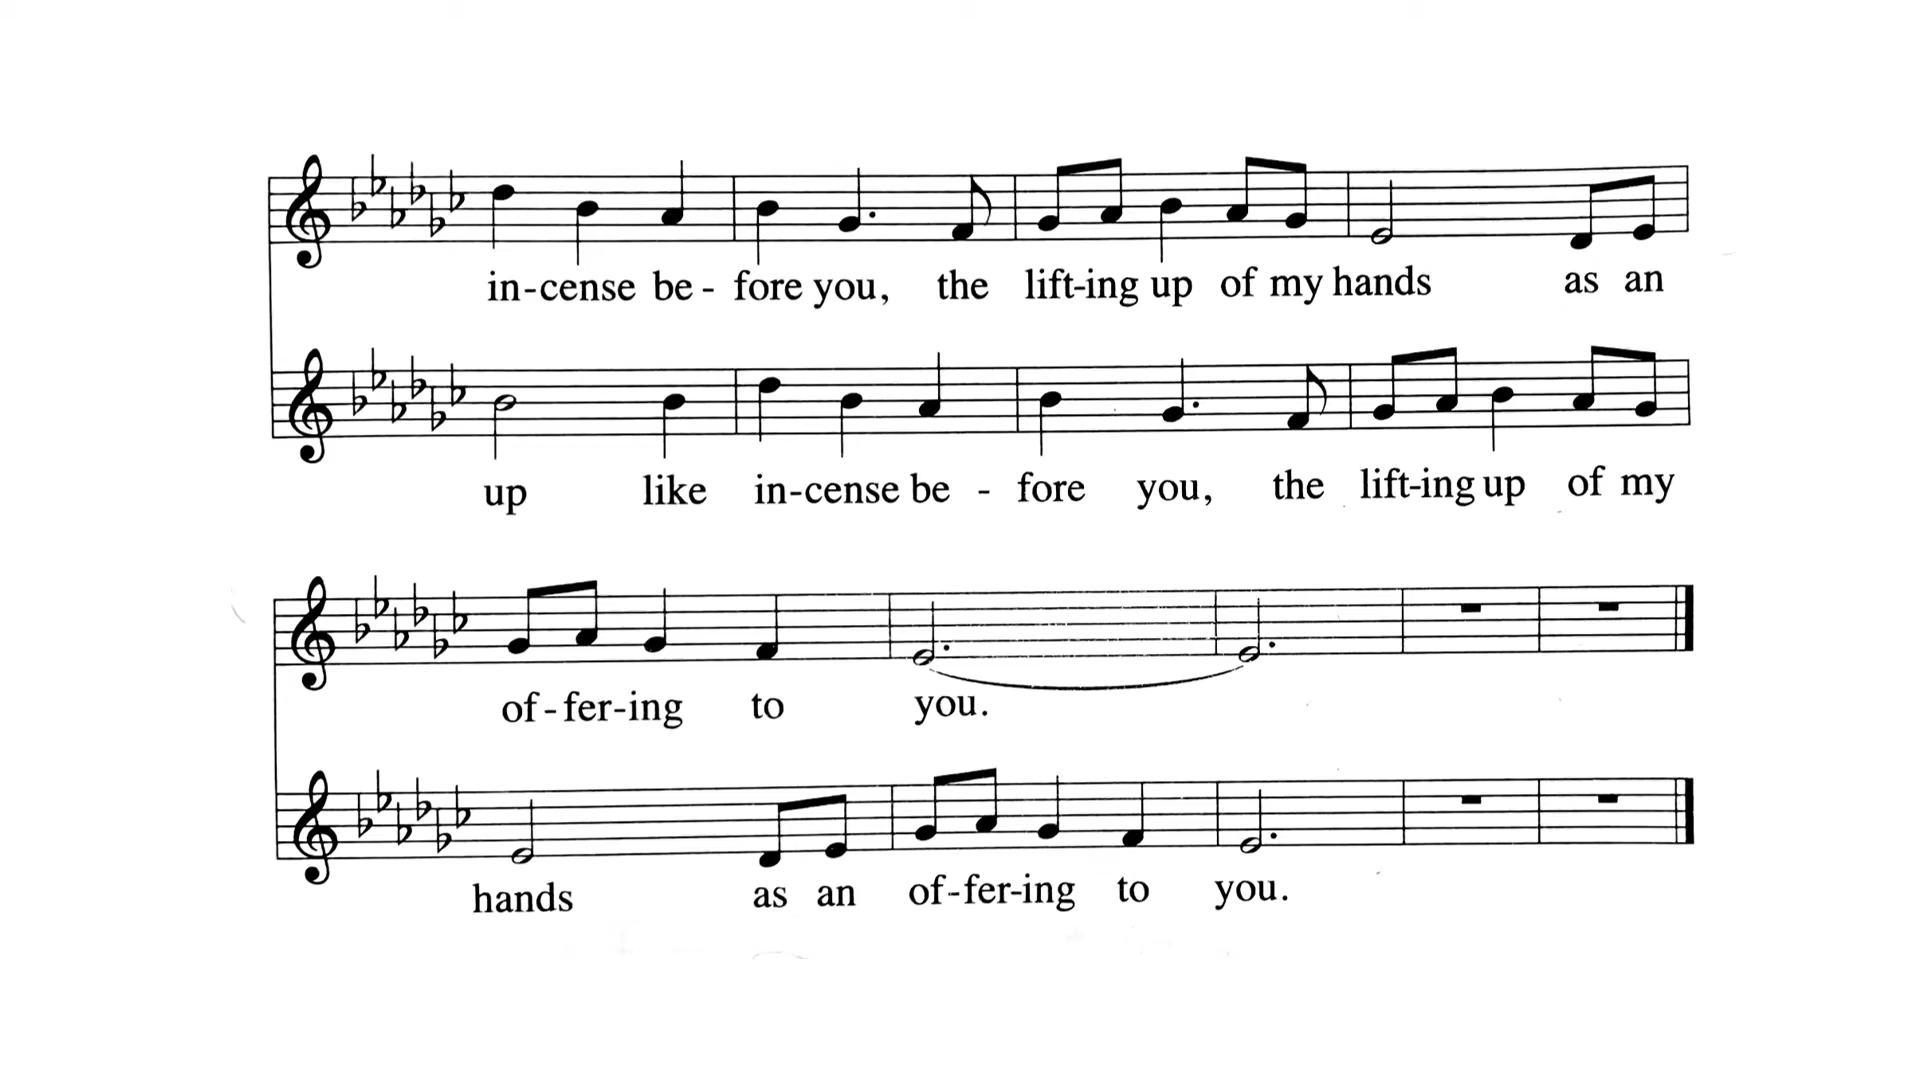 in-cense be - fore you, the lift-ing up of my hands as an
up like in-cense be - fore you, the lift-ing up of my
of-fer-ing to you.
hands as an of-fer-ing to you.